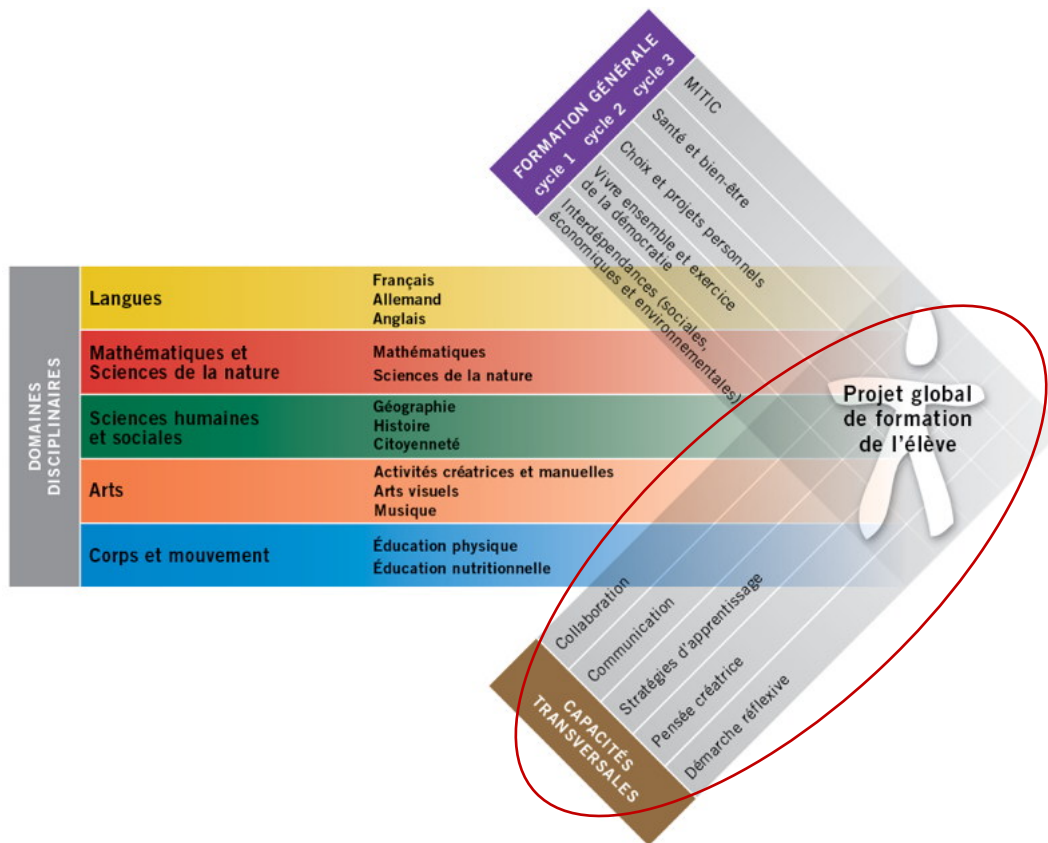 FORMATION GÉNÉRALE
cycle 1 cycle 2 cycle 3
MITIC
Santé et bien-être
Choix et projets personnels
Vivre ensemble et exercice
de la démocratie
Interdépendances (sociales,
économiques et environnementales)
DOMAINES
DISCIPLINAIRES
Langues
Français
Allemand
Anglais
Mathématiques et
Sciences de la nature
Mathématiques
Sciences de la nature
Sciences humaines
et sociales
Géographie
Histoire
Citoyenneté
Arts
Activités créatrices et manuelles
Arts visuels
Musique
Corps et mouvement
Éducation physique
Éducation nutritionnelle
Projet global
de formation
de l'élève
Collaboration
Communication
Stratégies d'apprentissage
Pensée créatrice
Démarche réflexive
CAPACITÉS
TRANSVERSALES